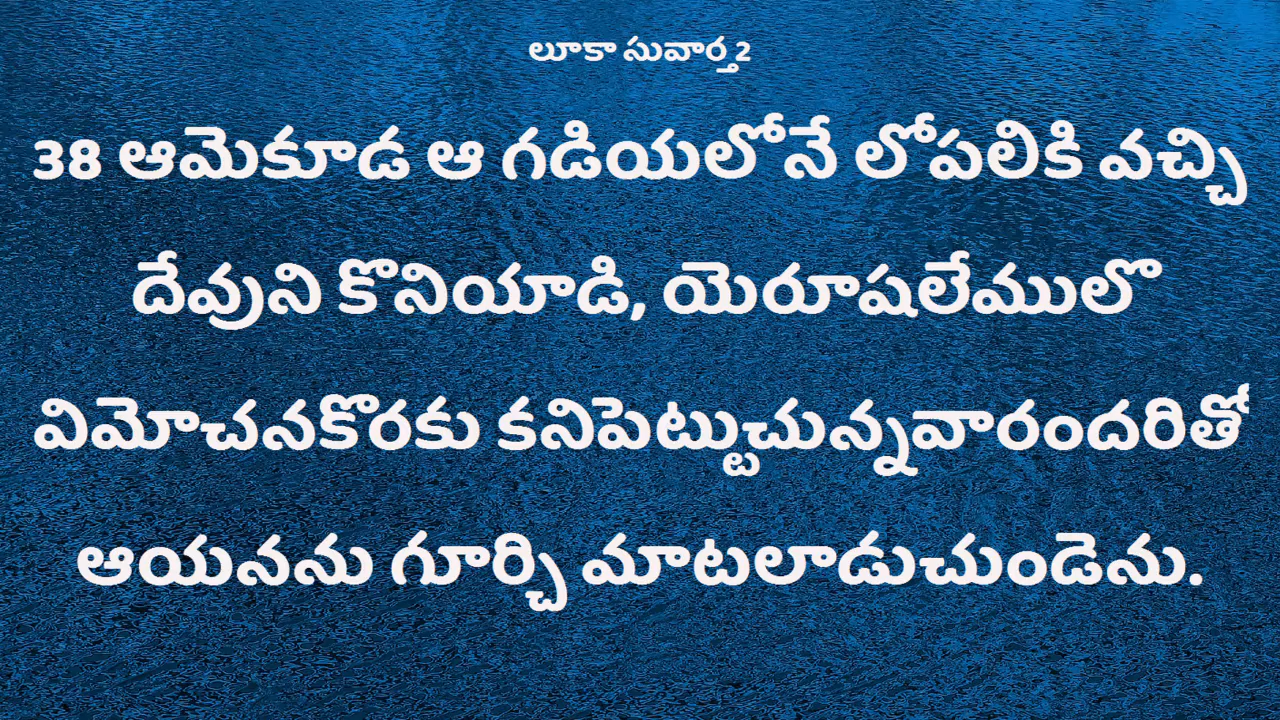 లూకా సువార్త 2
38 ఆమెకూడ ఆ గడియలోనే లోపలికి వచ్చి
దేవుని కొనియాడి, యెరూషలేములొ
విమోచనకొరకు కనిపెట్టుచున్నవారందరితో
ఆయనను గూర్చి మాటలాడుచుండెను.